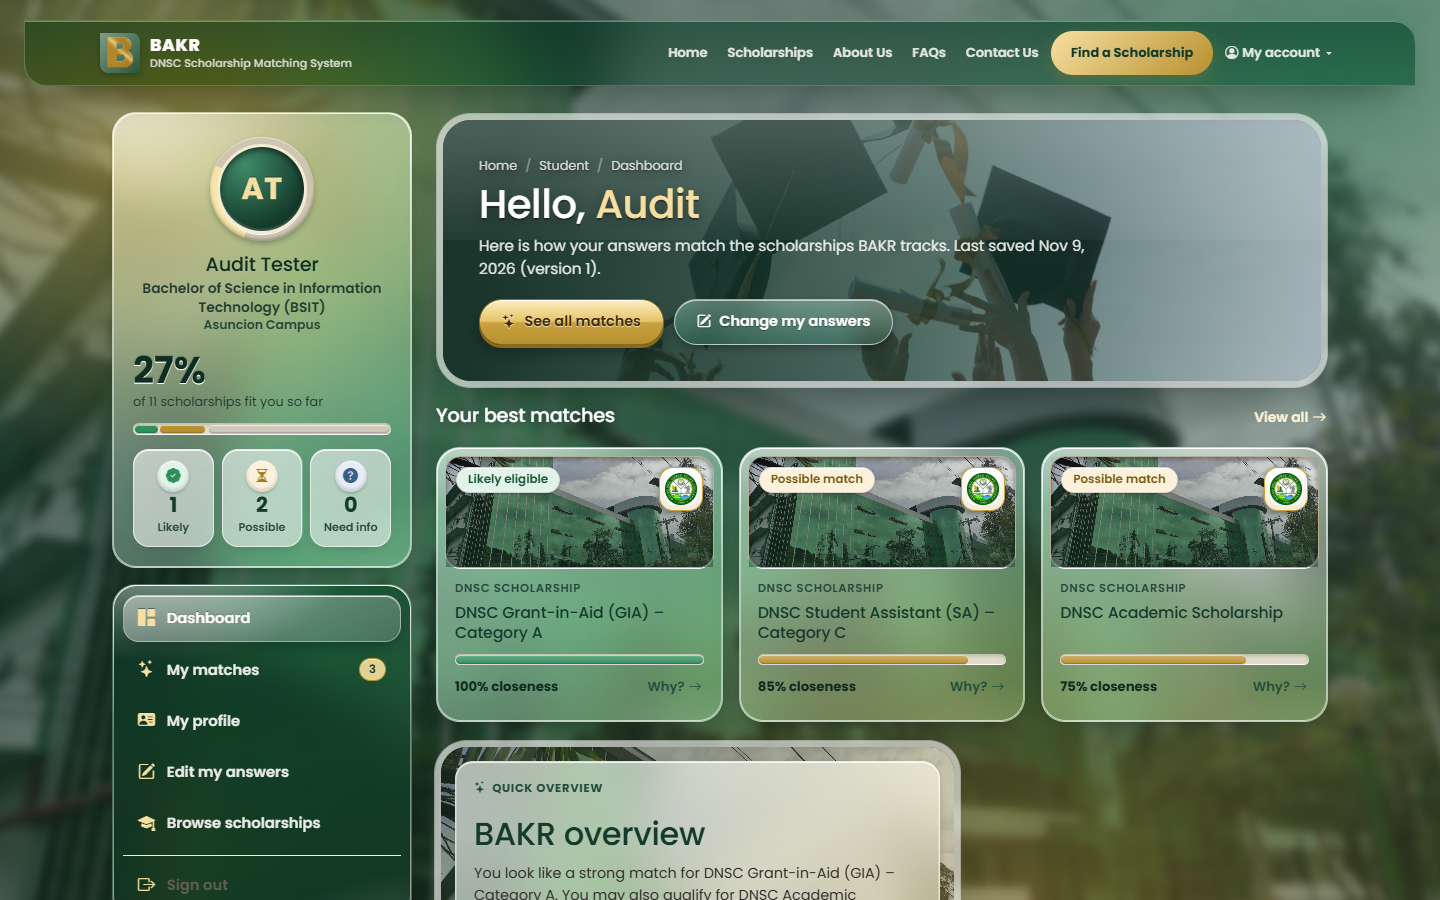 B
BAKR
DNSC Scholarship Matching System
Home
Scholarships
About Us
FAQs
Contact Us
Find a Scholarship
My account
AT
Audit Tester
Bachelor of Science in Information
Technology (BSIT)
Asuncion Campus
27%
of 11 scholarships fit you so far
1
Likely
2
Possible
?
0
Need info
Dashboard
My matches
3
My profile
Edit my answers
Browse scholarships
Sign out
Home / Student / Dashboard
Hello, Audit
Here is how your answers match the scholarships BAKR tracks. Last saved Nov 9,
2026 (version 1).
See all matches
Change my answers
Your best matches
View all →
Likely eligible
DNSC SCHOLARSHIP
DNSC Grant-in-Aid (GIA) –
Category A
100% closeness
Why? →
Possible match
DNSC SCHOLARSHIP
DNSC Student Assistant (SA) –
Category C
85% closeness
Why? →
Possible match
DNSC SCHOLARSHIP
DNSC Academic Scholarship
75% closeness
Why? →
QUICK OVERVIEW
BAKR overview
You look like a strong match for DNSC Grant-in-Aid (GIA) –
Category A. You may also qualify for DNSC Academic